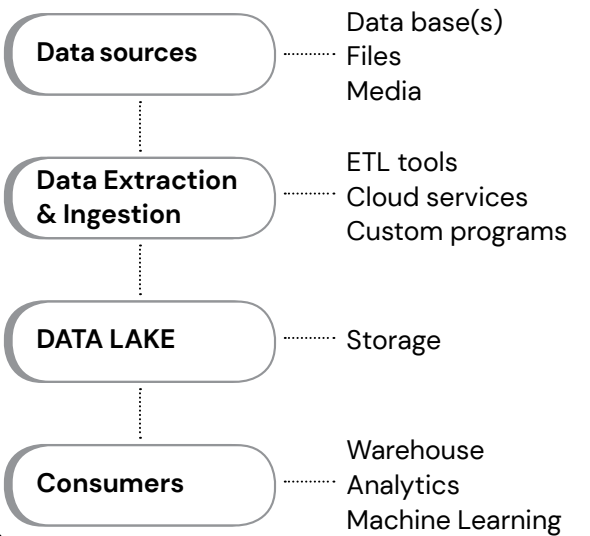 Data sources
Data base(s)
Files
Media
Data Extraction
& Ingestion
ETL tools
Cloud services
Custom programs
DATA LAKE
Storage
Consumers
Warehouse
Analytics
Machine Learning